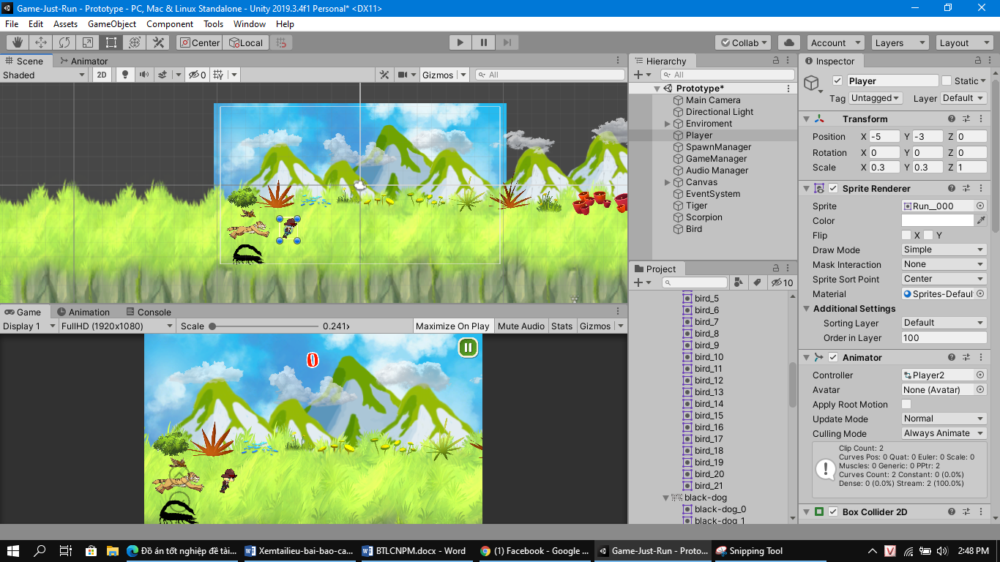 Game-Just-Run - Prototype - PC, Mac & Linux Standalone - Unity 2019.3.4f1 Personal* <DX11>
File Edit Assets GameObject Component Tools Window Help
Center Local Collab Account Layers Layout
Scene Animator
Shaded 2D 0 Gizmos All
Hierarchy
All
Prototype*
Main Camera
Directional Light
Enviroment
Player
SpawnManager
GameManager
Audio Manager
Canvas
EventSystem
Tiger
Scorpion
Bird
Game Animation Console
Display 1 FullHD (1920x1080) Scale 0.241x Maximize On Play Mute Audio Stats Gizmos
0
Project
10
bird_5
bird_6
bird_7
bird_8
bird_9
bird_10
bird_11
bird_12
bird_13
bird_14
bird_15
bird_16
bird_17
bird_18
bird_19
bird_20
bird_21
black-dog
black-dog_0
black-dog_1
Inspector
Player Static
Tag Untagged Layer Default
Transform
Position X -5 Y -3 Z 0
Rotation X 0 Y 0 Z 0
Scale X 0.3 Y 0.3 Z 1
Sprite Renderer
Sprite Run__000
Color
Flip X Y
Draw Mode Simple
Mask Interaction None
Sprite Sort Point Center
Material Sprites-Defaul
Additional Settings
Sorting Layer Default
Order in Layer 100
Animator
Controller Player2
Avatar None (Avatar)
Apply Root Motion
Update Mode Normal
Culling Mode Always Animate
Clip Count: 2
Curves Pos: 0 Quat: 0 Euler: 0 Scale: 0
Muscles: 0 Generic: 0 PPtr: 2
Curves Count: 2 Constant: 0 (0.0%)
Dense: 0 (0.0%) Stream: 2 (100.0%)
Box Collider 2D
Đồ án tốt nghiệp đề tài... Xemtailieu-bai-bao-ca... BTLCNPM.docx - Word (1) Facebook - Google ... Game-Just-Run - Proto... Snipping Tool V 2:48 PM